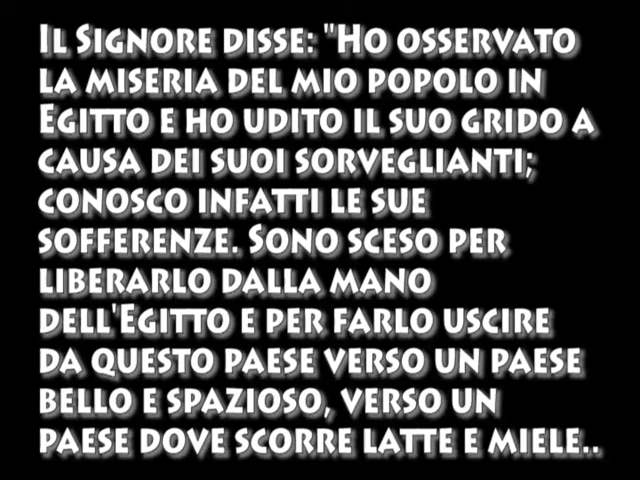 Il Signore disse: "Ho osservato
la miseria del mio popolo in
Egitto e ho udito il suo grido a
causa dei suoi sorveglianti;
conosco infatti le sue
sofferenze. Sono sceso per
liberarlo dalla mano
dell'Egitto e per farlo uscire
da questo paese verso un paese
bello e spazioso, verso un
paese dove scorre latte e miele..